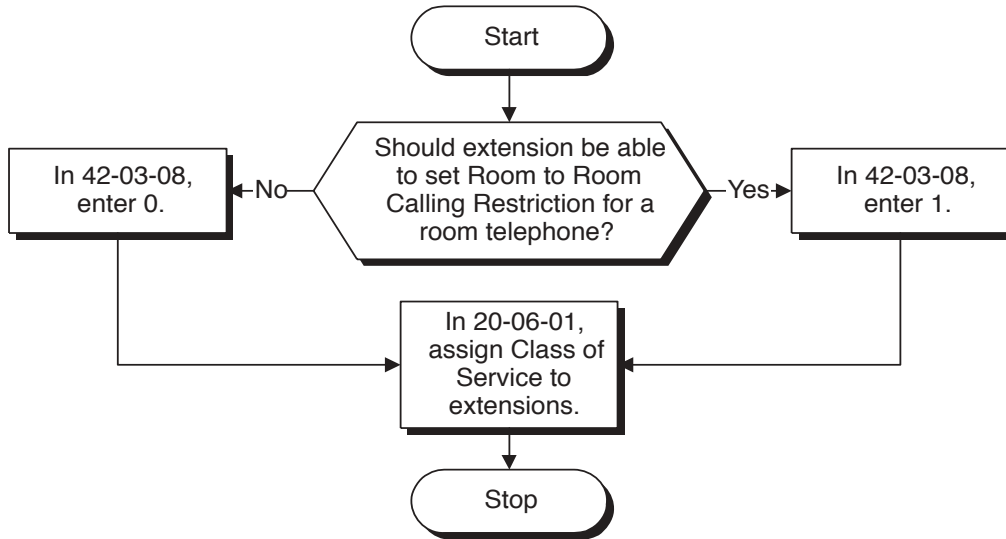 Start
Should extension be able
to set Room to Room
Calling Restriction for a
room telephone?
No
Yes
In 42-03-08,
enter 0.
In 42-03-08,
enter 1.
In 20-06-01,
assign Class of
Service to
extensions.
Stop